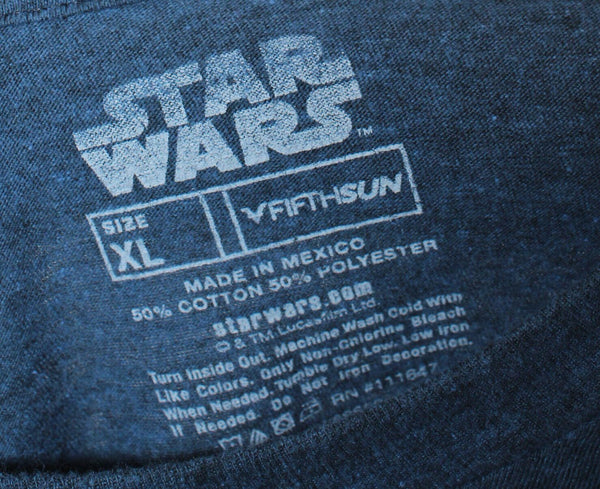 STAR
WARS™
SIZE
XL
FIFTHSUN
MADE IN MEXICO
50% COTTON 50% POLYESTER
starwars.com
© & TM Lucasfilm Ltd.
Turn Inside Out. Machine Wash Cold With
Like Colors. Only Non-Chlorine Bleach
When Needed. Tumble Dry Low. Low Iron
If Needed. Do Not Iron Decoration.
RN #111647